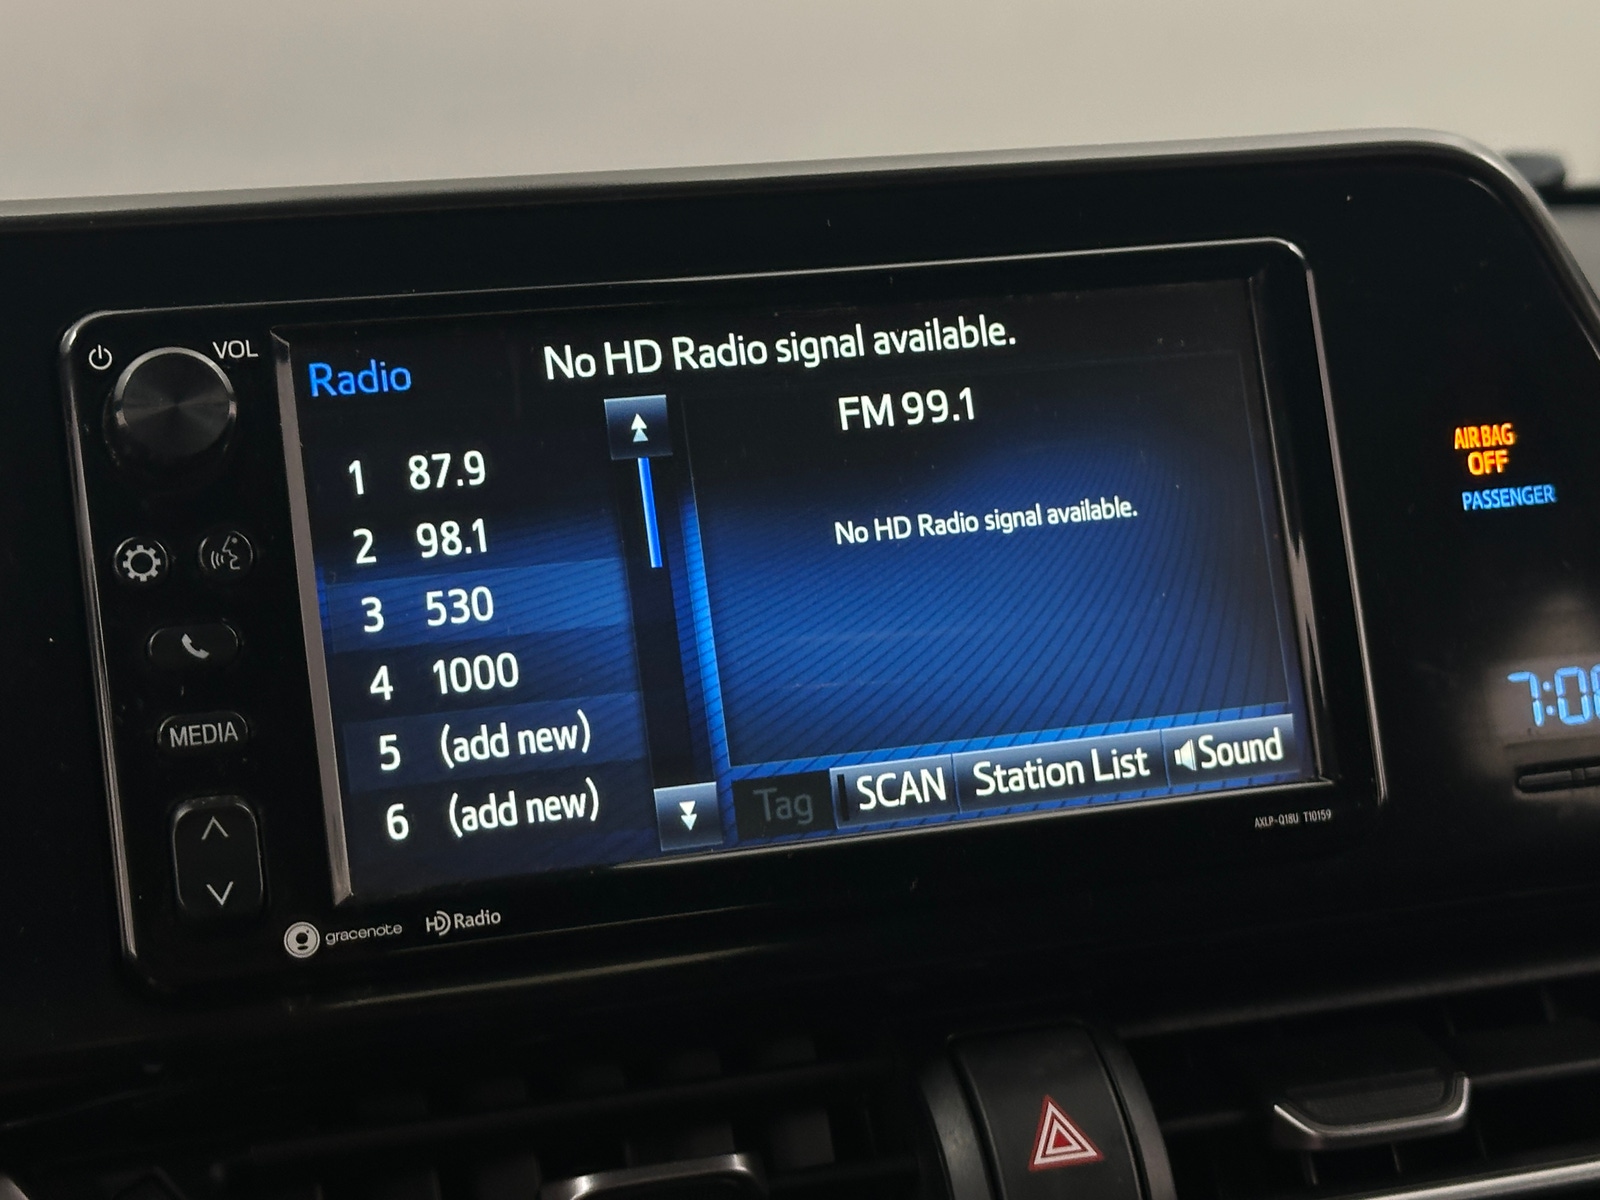 VOL
Radio
No HD Radio signal available.
FM 99.1
1 87.9
2 98.1
3 530
4 1000
5 (add new)
6 (add new)
No HD Radio signal available.
Tag
SCAN
Station List
Sound
MEDIA
AXLP-Q18U T10159
gracenote
HD Radio
AIR BAG
OFF
PASSENGER